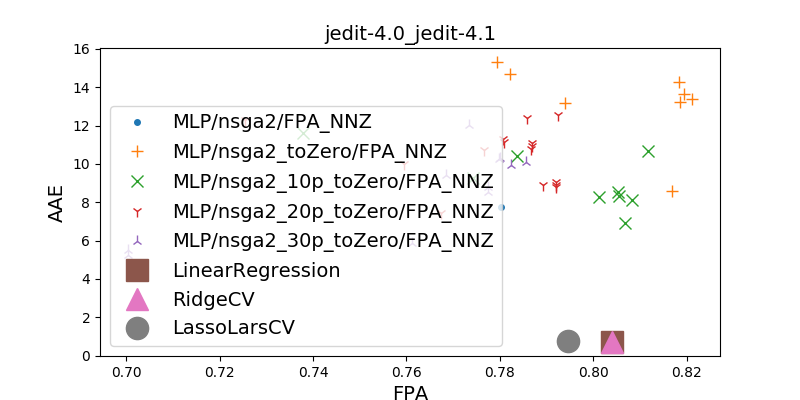 jedit-4.0_jedit-4.1
AAE
16
14
12
10
8
6
4
2
0
MLP/nsga2/FPA_NNZ
MLP/nsga2_toZero/FPA_NNZ
MLP/nsga2_10p_toZero/FPA_NNZ
MLP/nsga2_20p_toZero/FPA_NNZ
MLP/nsga2_30p_toZero/FPA_NNZ
LinearRegression
RidgeCV
LassoLarsCV
0.70 0.72 0.74 0.76 0.78 0.80 0.82
FPA